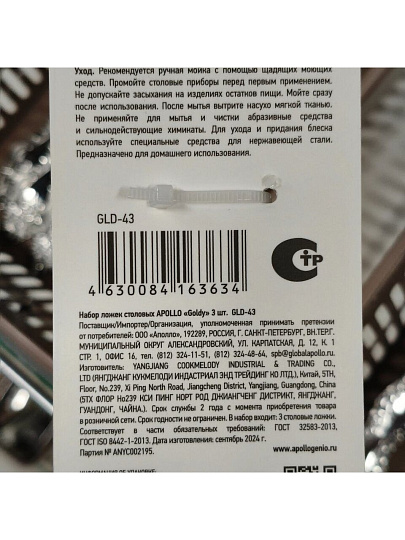 Уход. Рекомендуется ручная мойка с помощью щадящих моющих
средств. Промойте столовые приборы перед первым применением.
Не допускайте засыхания на изделиях остатков пищи. Мойте сразу
после использования. После мытья вытрите насухо мягкой тканью.
Не применяйте для мытья и чистки абразивные средства
и сильнодействующие химикаты. Для ухода и придания блеска
используйте специальные средства для нержавеющей стали.
Предназначено для домашнего использования.
GLD-43
4 630084 163634
СТР
Набор ложек столовых APOLLO «Goldy» 3 шт. GLD-43
Поставщик/Импортер/Организация, уполномоченная принимать претензии
от потребителей: ООО «Аполло», 192289, РОССИЯ, Г. САНКТ-ПЕТЕРБУРГ, ВН.ТЕР.Г.
МУНИЦИПАЛЬНЫЙ ОКРУГ АЛЕКСАНДРОВСКИЙ, УЛ. КАРПАТСКАЯ, Д. 12, К. 1
СТР. 1, ОФИС 16, тел. (812) 324-11-51, (812) 324-48-64, spb@globalapollo.ru.
Изготовитель: YANGJIANG COOKMELODY INDUSTRIAL & TRADING CO.,
LTD (ЯНГДЖАНГ КУКМЕЛОДИ ИНДАСТРИАЛ ЭНД ТРЕЙДИНГ КО ЛТД.), Китай, 5TH,
Floor, No.239, Xi Ping North Road, Jiangcheng District, Yangjiang, Guangdong, China
(5TX ФЛОР Но239 КСИ ПИНГ НОРТ РОД ДЖИАНГЧЕНГ ДИСТРИКТ, ЯНГДЖАНГ,
ГУАНДОНГ, ЧАЙНА). Срок службы 2 года с момента приобретения товара
в розничной сети. Срок годности не ограничен. В набор входит: 3 столовые ложки.
Соответствует в части обязательных требований: ГОСТ 32583-2013,
ГОСТ ISO 8442-1-2013. Дата изготовления: сентябрь 2024 г.
Партия № ANYC002195.
www.apollogenio.ru